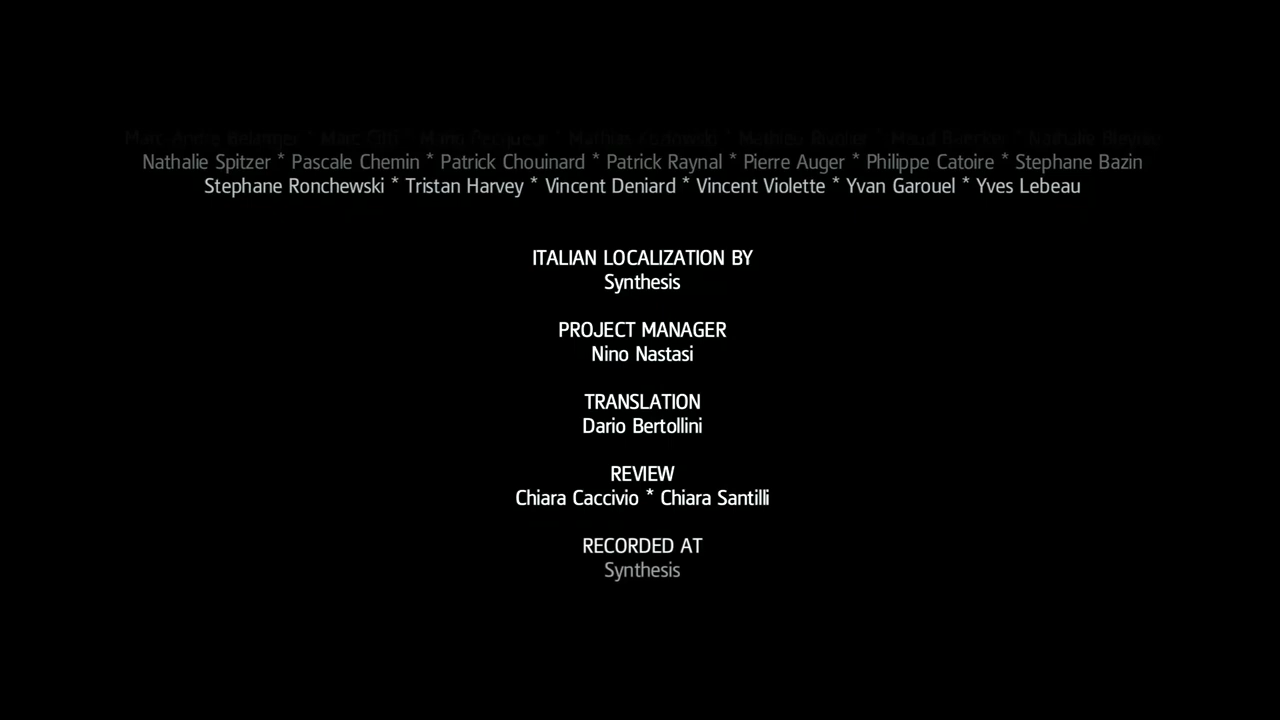 Nathalie Spitzer * Pascale Chemin * Patrick Chouinard * Patrick Raynal * Pierre Auger * Philippe Catoire * Stephane Bazin
Stephane Ronchewski * Tristan Harvey * Vincent Deniard * Vincent Violette * Yvan Garouel * Yves Lebeau
ITALIAN LOCALIZATION BY
Synthesis
PROJECT MANAGER
Nino Nastasi
TRANSLATION
Dario Bertollini
REVIEW
Chiara Caccivio * Chiara Santilli
RECORDED AT
Synthesis